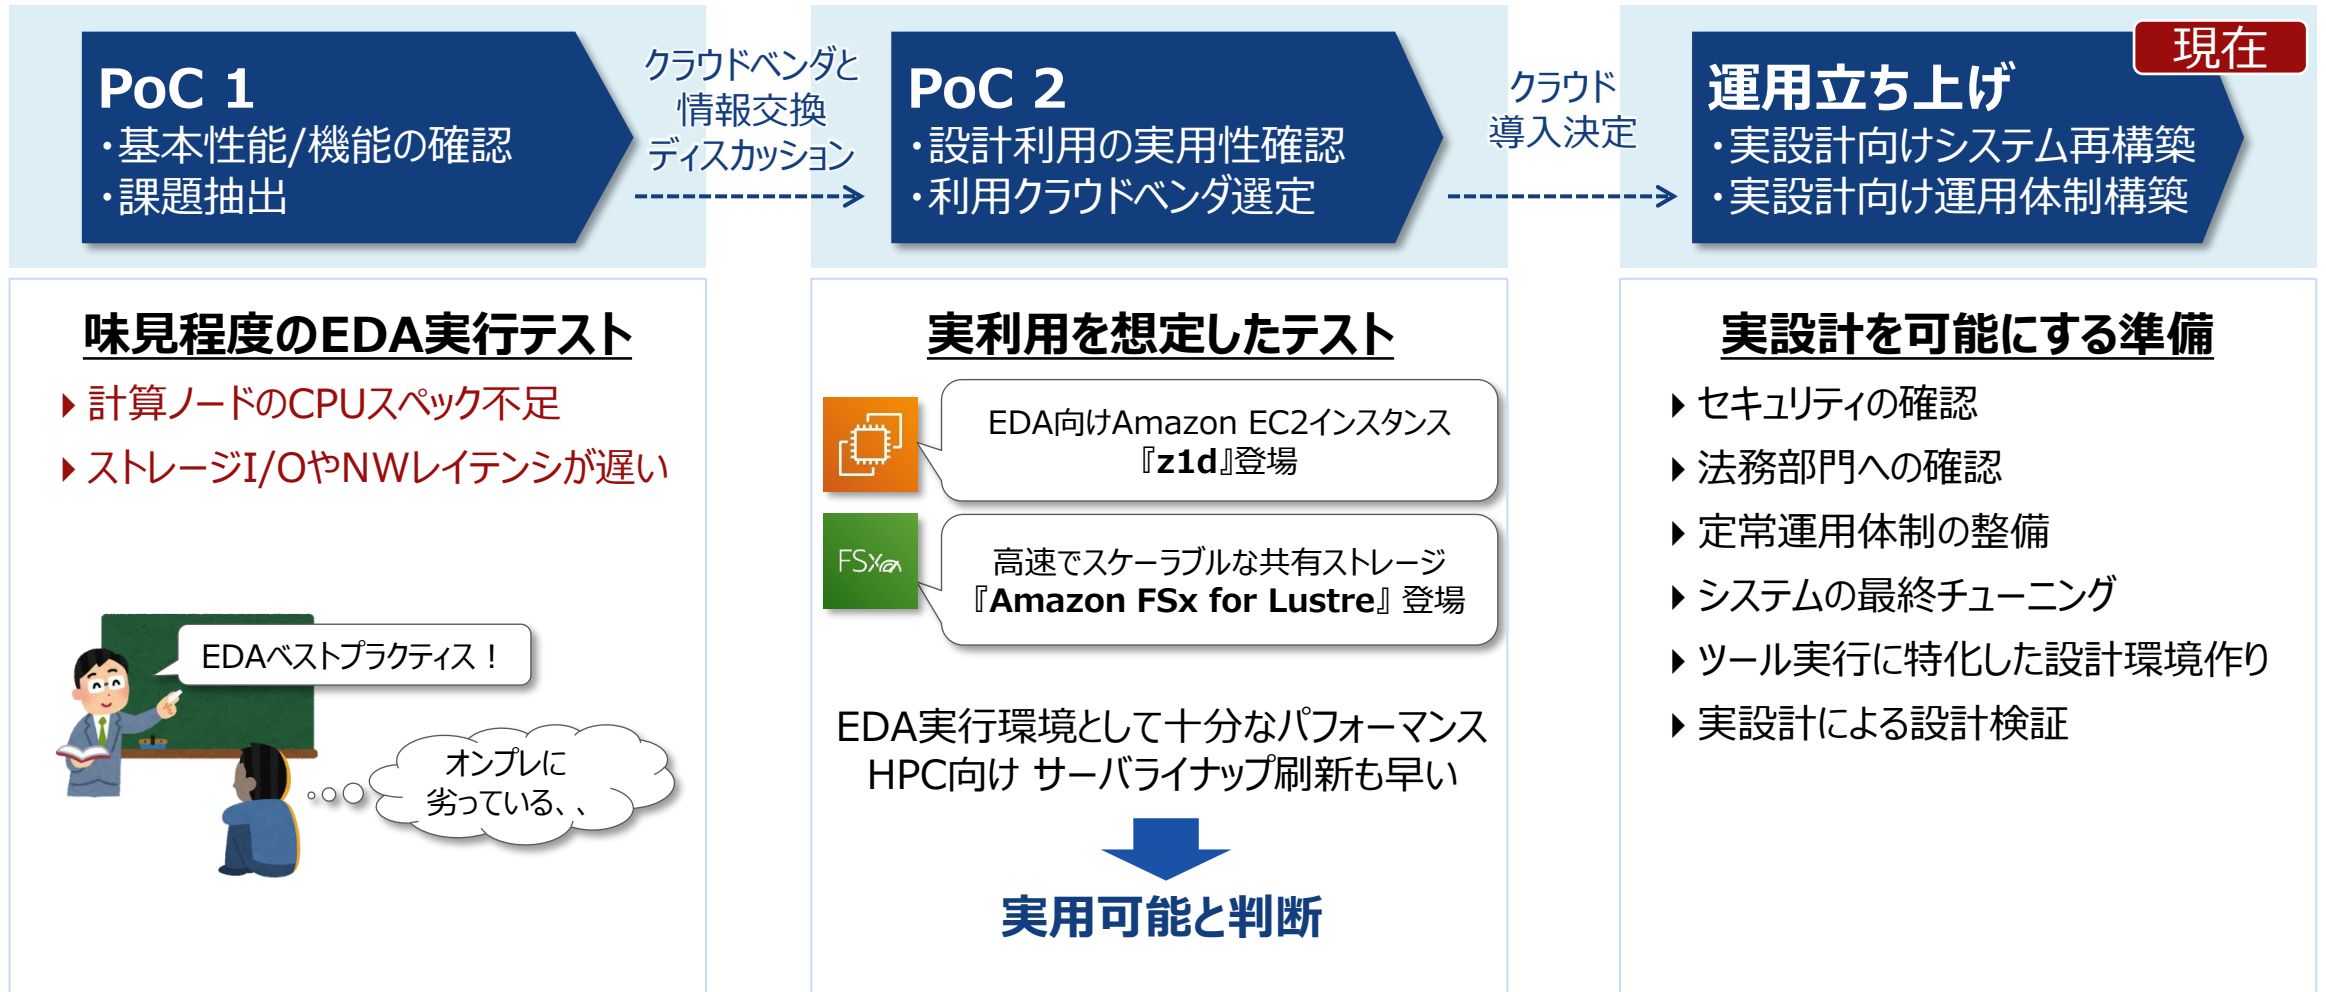 PoC 1
・基本性能/機能の確認
・課題抽出
クラウドベンダと
情報交換
ディスカッション
PoC 2
・設計利用の実用性確認
・利用クラウドベンダ選定
クラウド
導入決定
現在
運用立ち上げ
・実設計向けシステム再構築
・実設計向け運用体制構築
味見程度のEDA実行テスト
計算ノードのCPUスペック不足
ストレージI/OやNWレイテンシが遅い
EDAベストプラクティス！
オンプレに
劣っている、、
実利用を想定したテスト
EDA向けAmazon EC2インスタンス
『z1d』登場
FSx
高速でスケーラブルな共有ストレージ
『Amazon FSx for Lustre』登場
EDA実行環境として十分なパフォーマンス
HPC向け サーバライナップ刷新も早い
実用可能と判断
実設計を可能にする準備
セキュリティの確認
法務部門への確認
定常運用体制の整備
システムの最終チューニング
ツール実行に特化した設計環境作り
実設計による設計検証